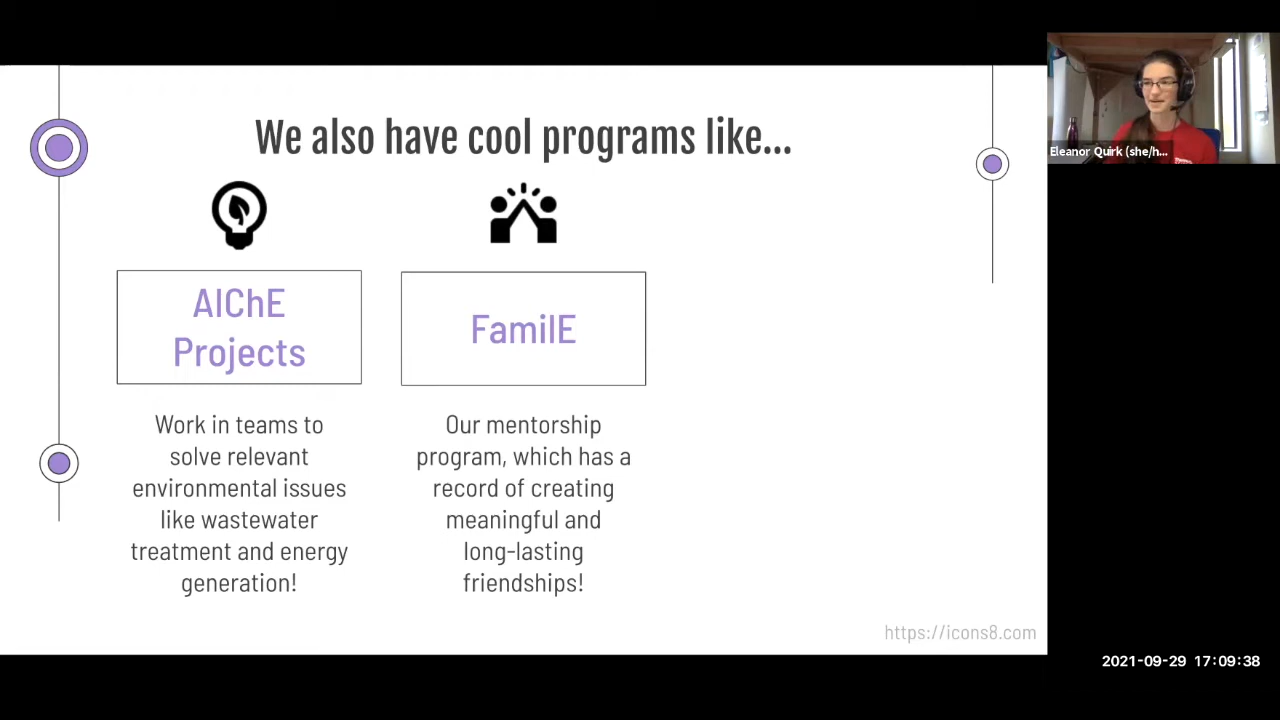 We also have cool programs like...
AIChE
Projects
FamilE
Work in teams to
solve relevant
environmental issues
like wastewater
treatment and energy
generation!
Our mentorship
program, which has a
record of creating
meaningful and
long-lasting
friendships!
https://icons8.com
Eleanor Quirk (she/h...
2021-09-29 17:09:38